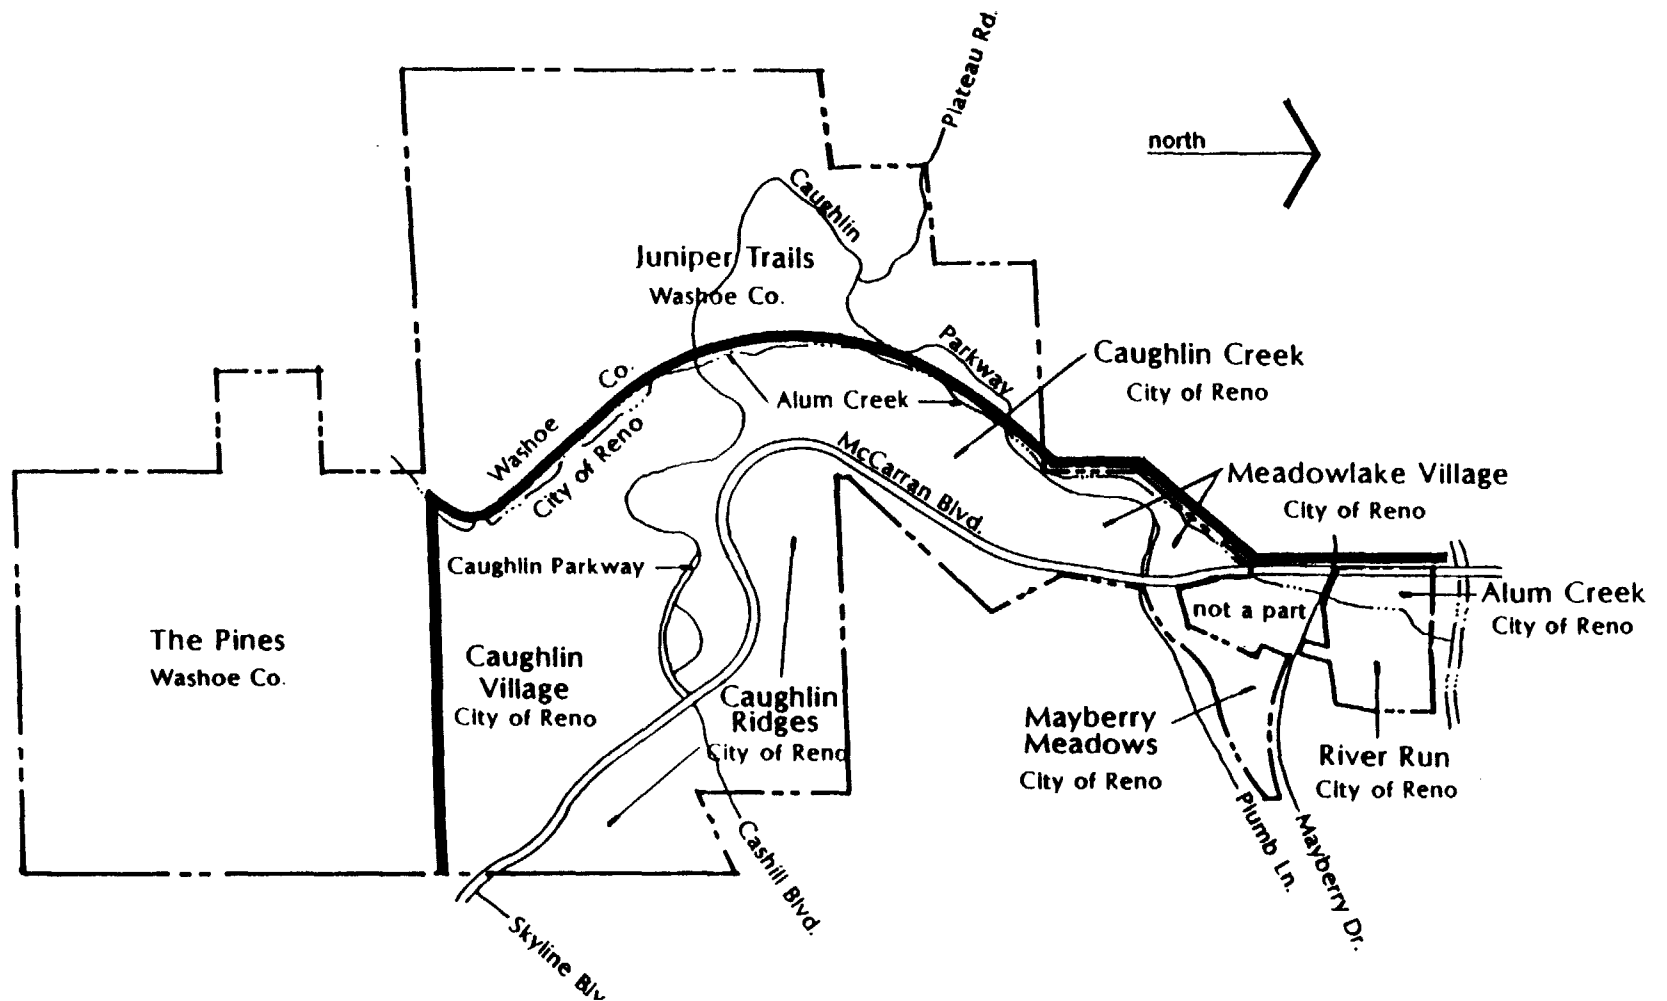 Plateau Rd.
north
Caughlin
Juniper Trails
Washoe Co.
Parkway
Caughlin Creek
City of Reno
Washoe Co.
City of Reno
Alum Creek
McCarran Blvd.
Meadowlake Village
City of Reno
Caughlin Parkway
not a part
Alum Creek
City of Reno
The Pines
Washoe Co.
Caughlin
Village
City of Reno
Caughlin
Ridges
City of Reno
Mayberry
Meadows
City of Reno
River Run
City of Reno
Plumb Ln.
Mayberry Dr.
Cashill Blvd.
Skyline Blv